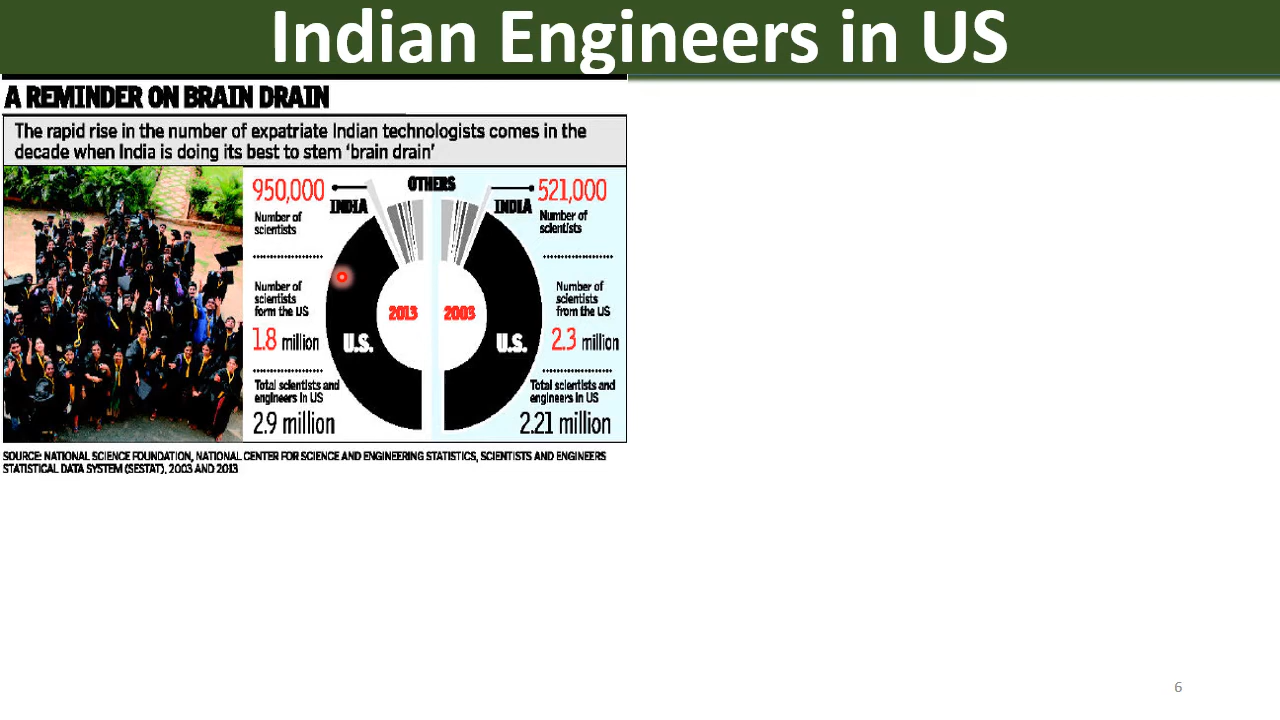 Indian Engineers in US
A REMINDER ON BRAIN DRAIN
The rapid rise in the number of expatriate Indian technologists comes in the
decade when India is doing its best to stem ‘brain drain’
950,000
INDIA
Number of
scientists
Number of
scientists
form the US
1.8 million
Total scientists and
engineers in US
2.9 million
OTHERS
2013
U.S.
2003
U.S.
INDIA
521,000
Number of
scientists
Number of
scientists
from the US
2.3 million
Total scientists and
engineers in US
2.21 million
SOURCE: NATIONAL SCIENCE FOUNDATION, NATIONAL CENTER FOR SCIENCE AND ENGINEERING STATISTICS, SCIENTISTS AND ENGINEERS
STATISTICAL DATA SYSTEM (SESTAT), 2003 AND 2013
6